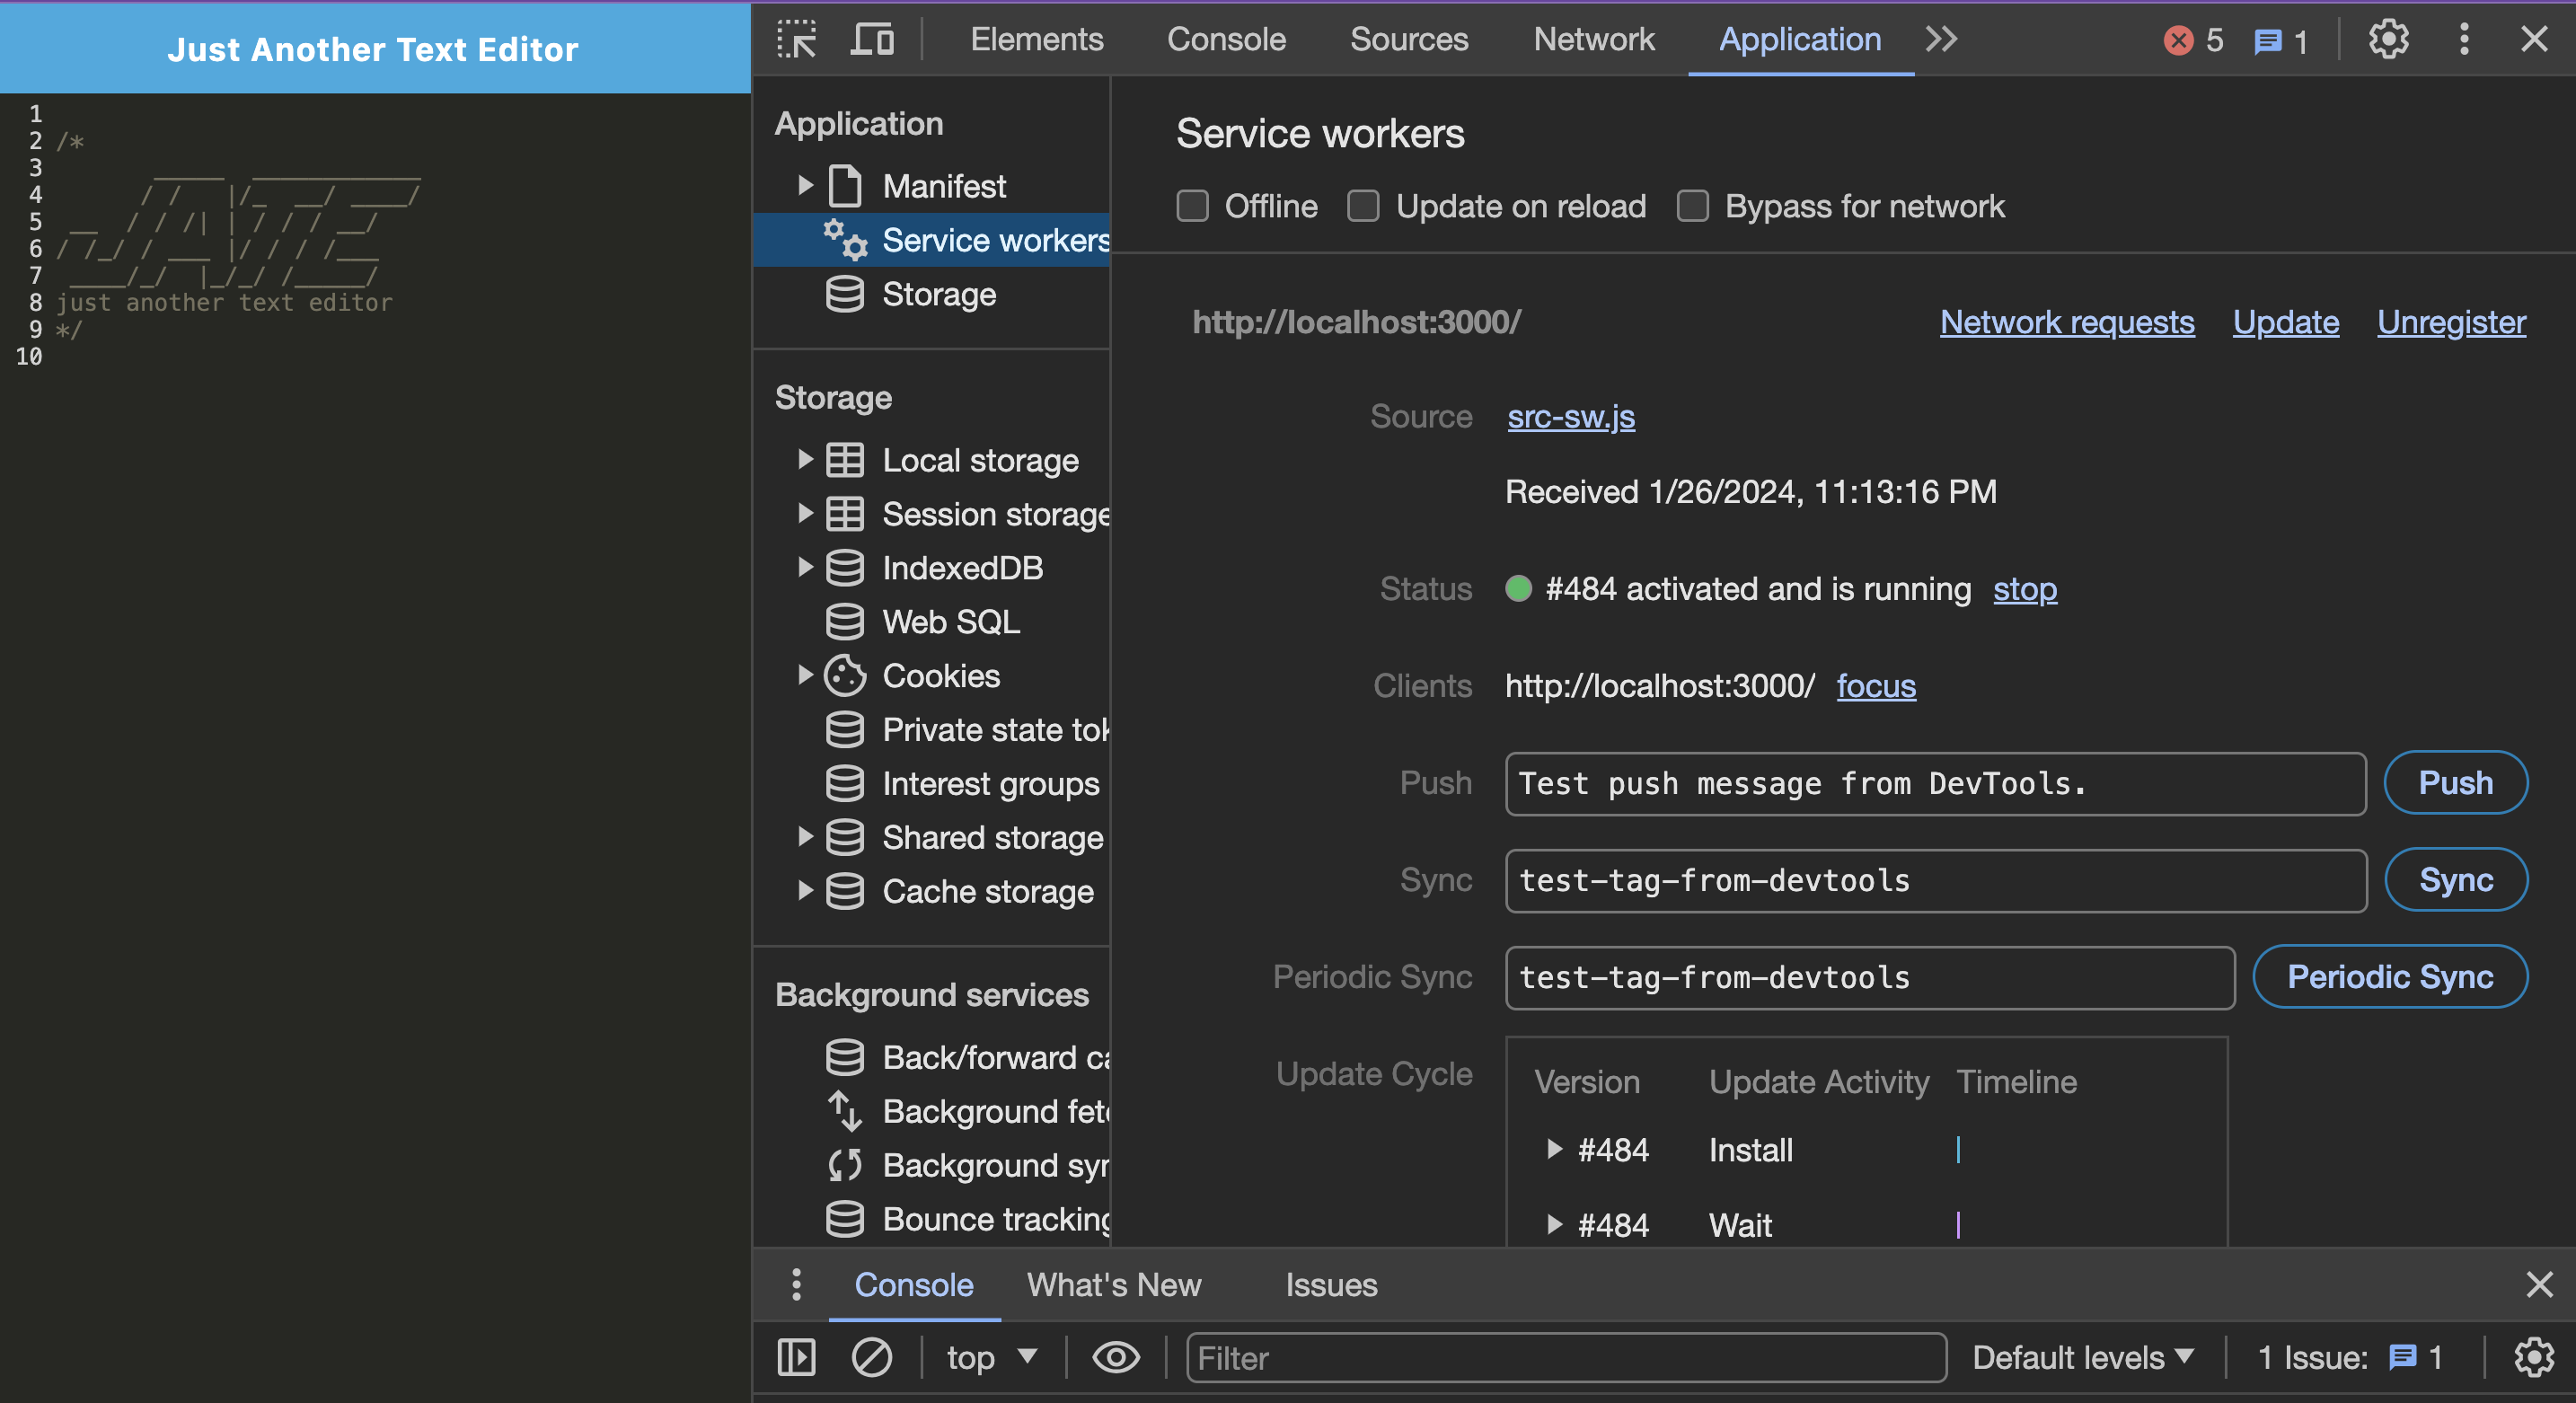 Just Another Text Editor
1
2 /*
3
4
5
6
7
8 just another text editor
9 */
10
Elements Console Sources Network Application 5 1
Application
Manifest
Service workers
Storage
Storage
Local storage
Session storage
IndexedDB
Web SQL
Cookies
Private state tok
Interest groups
Shared storage
Cache storage
Background services
Back/forward ca
Background fetc
Background syn
Bounce tracking
Service workers
Offline Update on reload Bypass for network
http://localhost:3000/ Network requests Update Unregister
Source src-sw.js
Received 1/26/2024, 11:13:16 PM
Status #484 activated and is running stop
Clients http://localhost:3000/ focus
Push Test push message from DevTools. Push
Sync test-tag-from-devtools Sync
Periodic Sync test-tag-from-devtools Periodic Sync
Update Cycle Version Update Activity Timeline
#484 Install
#484 Wait
Console What's New Issues
top Filter Default levels 1 Issue: 1